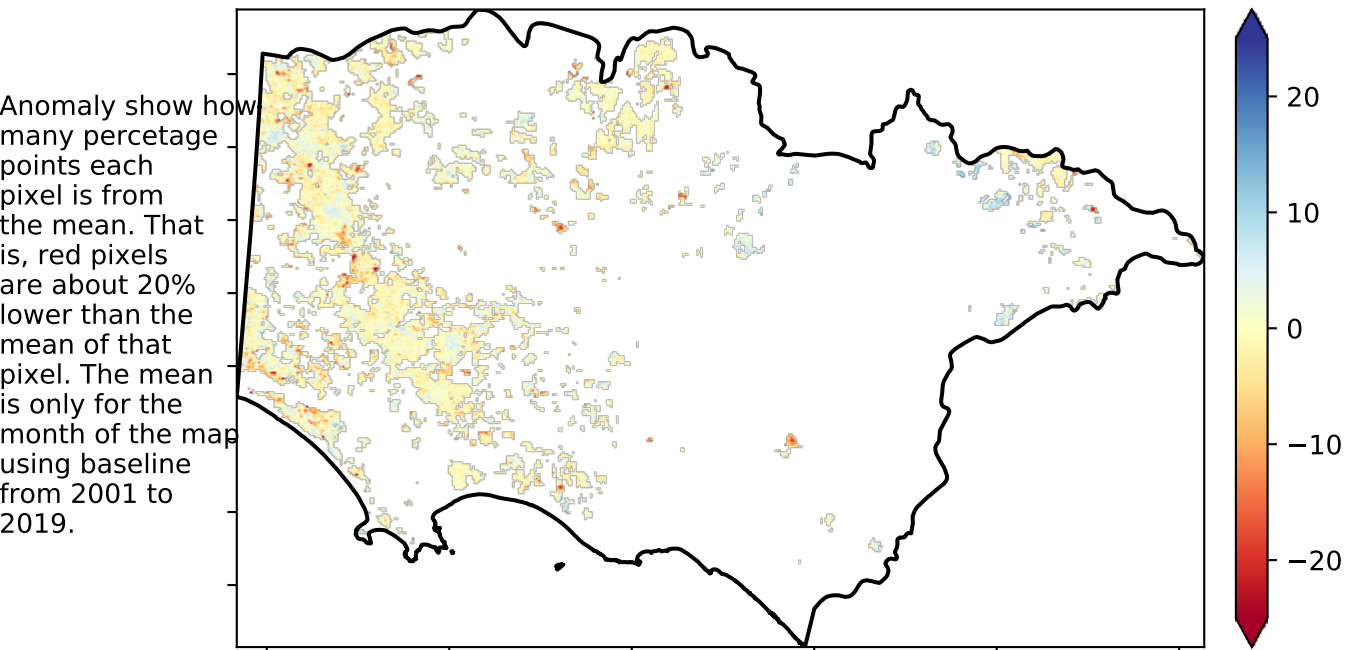 Anomaly show how
many percetage
points each
pixel is from
the mean. That
is, red pixels
are about 20%
lower than the
mean of that
pixel. The mean
is only for the
month of the map
using baseline
from 2001 to
2019.
20
10
0
−10
−20